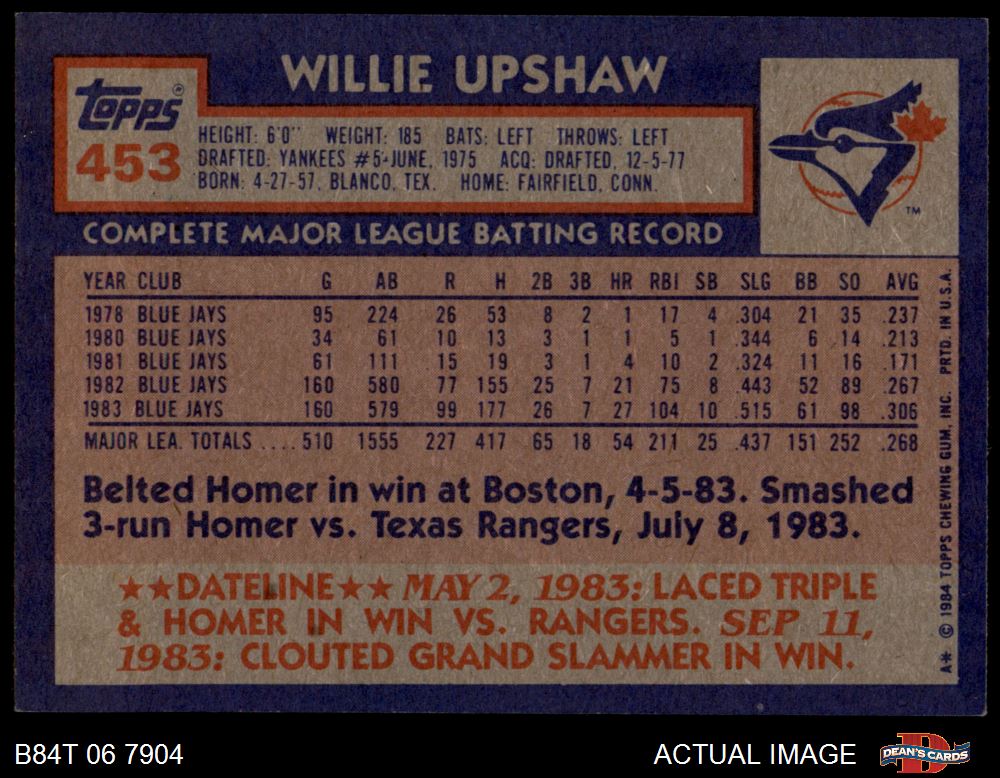 WILLIE UPSHAW
TOPPS®
453
HEIGHT: 6'0" WEIGHT: 185 BATS: LEFT THROWS: LEFT
DRAFTED: YANKEES #5-JUNE, 1975 ACQ: DRAFTED, 12-5-77
BORN: 4-27-57, BLANCO, TEX. HOME: FAIRFIELD, CONN.
TM
COMPLETE MAJOR LEAGUE BATTING RECORD
YEAR CLUB G AB R H 2B 3B HR RBI SB SLG BB SO AVG
1978 BLUE JAYS 95 224 26 53 8 2 1 17 4 .304 21 35 .237
1980 BLUE JAYS 34 61 10 13 3 1 1 5 1 .344 6 14 .213
1981 BLUE JAYS 61 111 15 19 3 1 4 10 2 .324 11 16 .171
1982 BLUE JAYS 160 580 77 155 25 7 21 75 8 .443 52 89 .267
1983 BLUE JAYS 160 579 99 177 26 7 27 104 10 .515 61 98 .306
MAJOR LEA. TOTALS .... 510 1555 227 417 65 18 54 211 25 .437 151 252 .268
Belted Homer in win at Boston, 4-5-83. Smashed
3-run Homer vs. Texas Rangers, July 8, 1983.
★★DATELINE★★ MAY 2, 1983: LACED TRIPLE
& HOMER IN WIN VS. RANGERS. SEP 11,
1983: CLOUTED GRAND SLAMMER IN WIN.
A* © 1984 TOPPS CHEWING GUM, INC. PRTD. IN U.S.A.
B84T 06 7904
ACTUAL IMAGE
DEAN'S CARDS